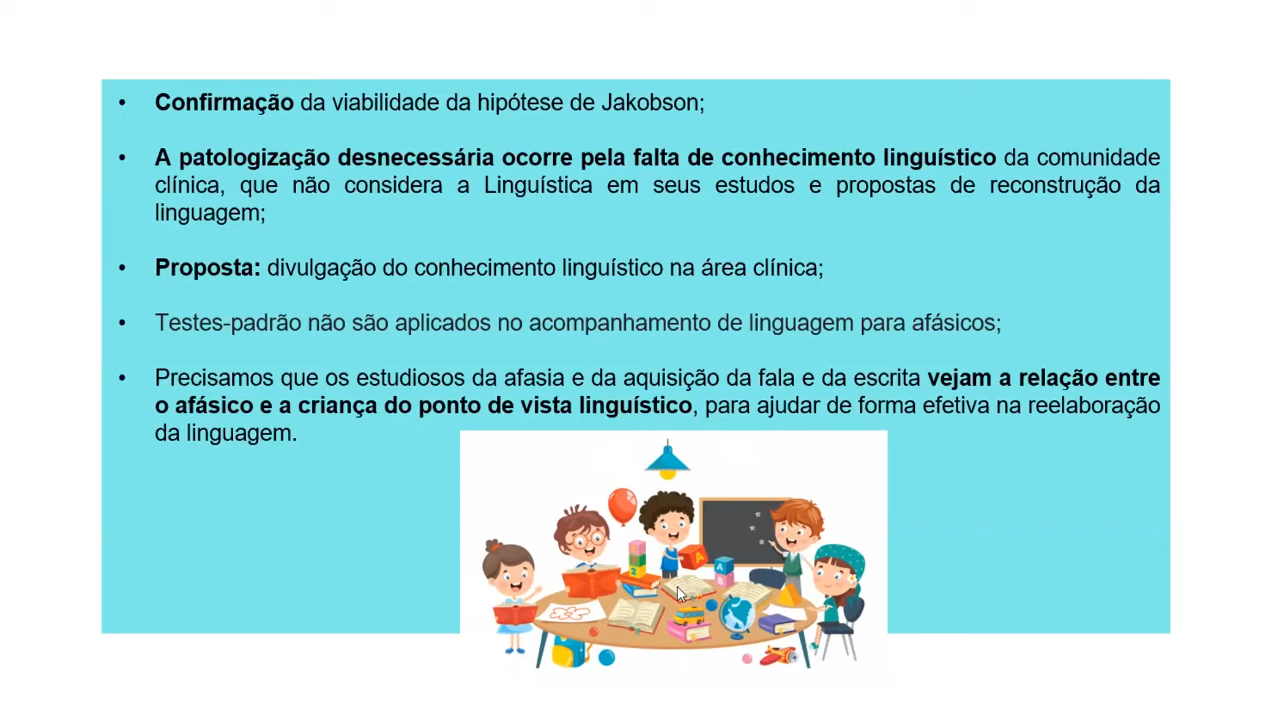 • Confirmação da viabilidade da hipótese de Jakobson;
• A patologização desnecessária ocorre pela falta de conhecimento linguístico da comunidade
clínica, que não considera a Linguística em seus estudos e propostas de reconstrução da
linguagem;
• Proposta: divulgação do conhecimento linguístico na área clínica;
• Testes-padrão não são aplicados no acompanhamento de linguagem para afásicos;
• Precisamos que os estudiosos da afasia e da aquisição da fala e da escrita vejam a relação entre
o afásico e a criança do ponto de vista linguístico, para ajudar de forma efetiva na reelaboração
da linguagem.
A
A
2